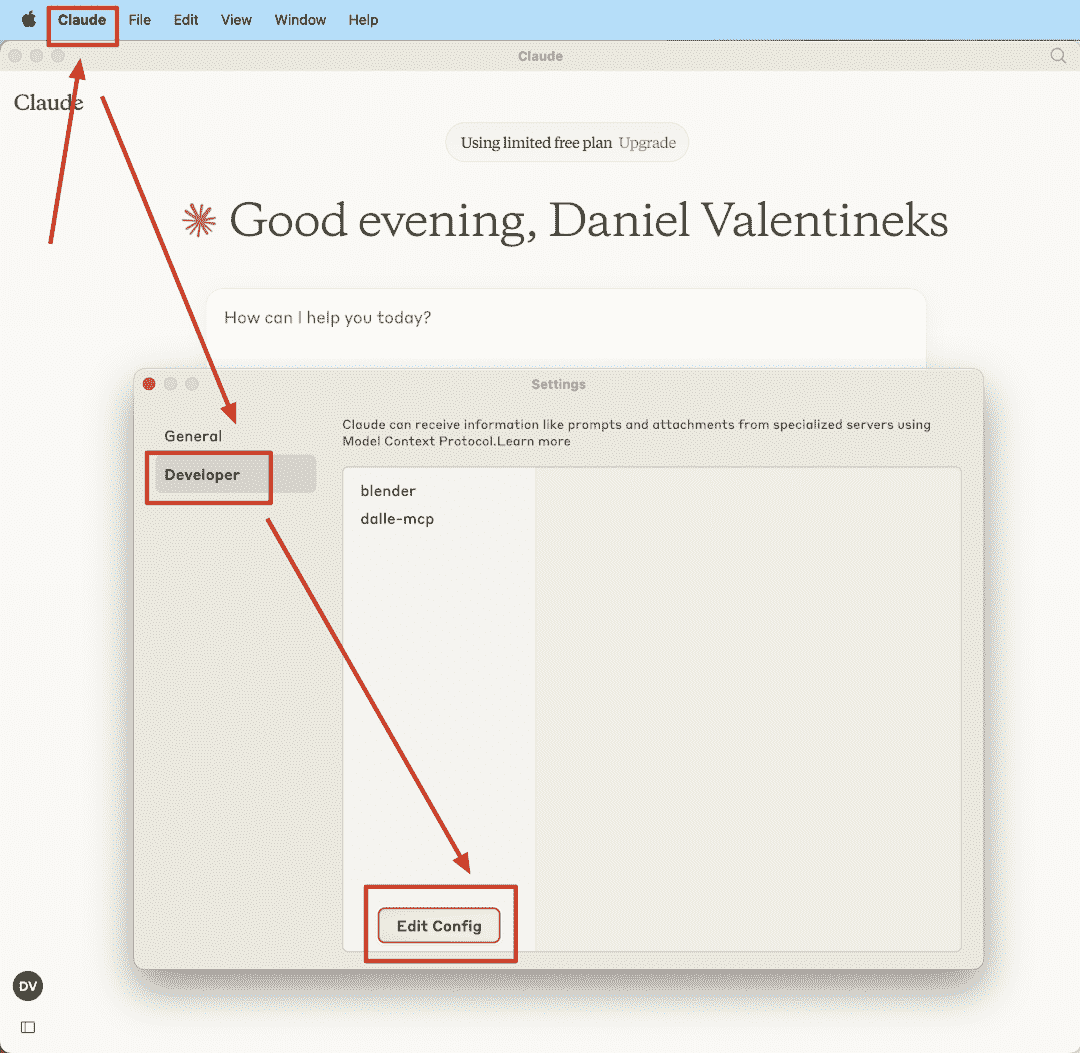 Claude File Edit View Window Help
Claude
Claude
Using limited free plan Upgrade
Good evening, Daniel Valentineks
How can I help you today?
Settings
General
Developer
Claude can receive information like prompts and attachments from specialized servers using
Model Context Protocol.Learn more
blender
dalle-mcp
Edit Config
DV